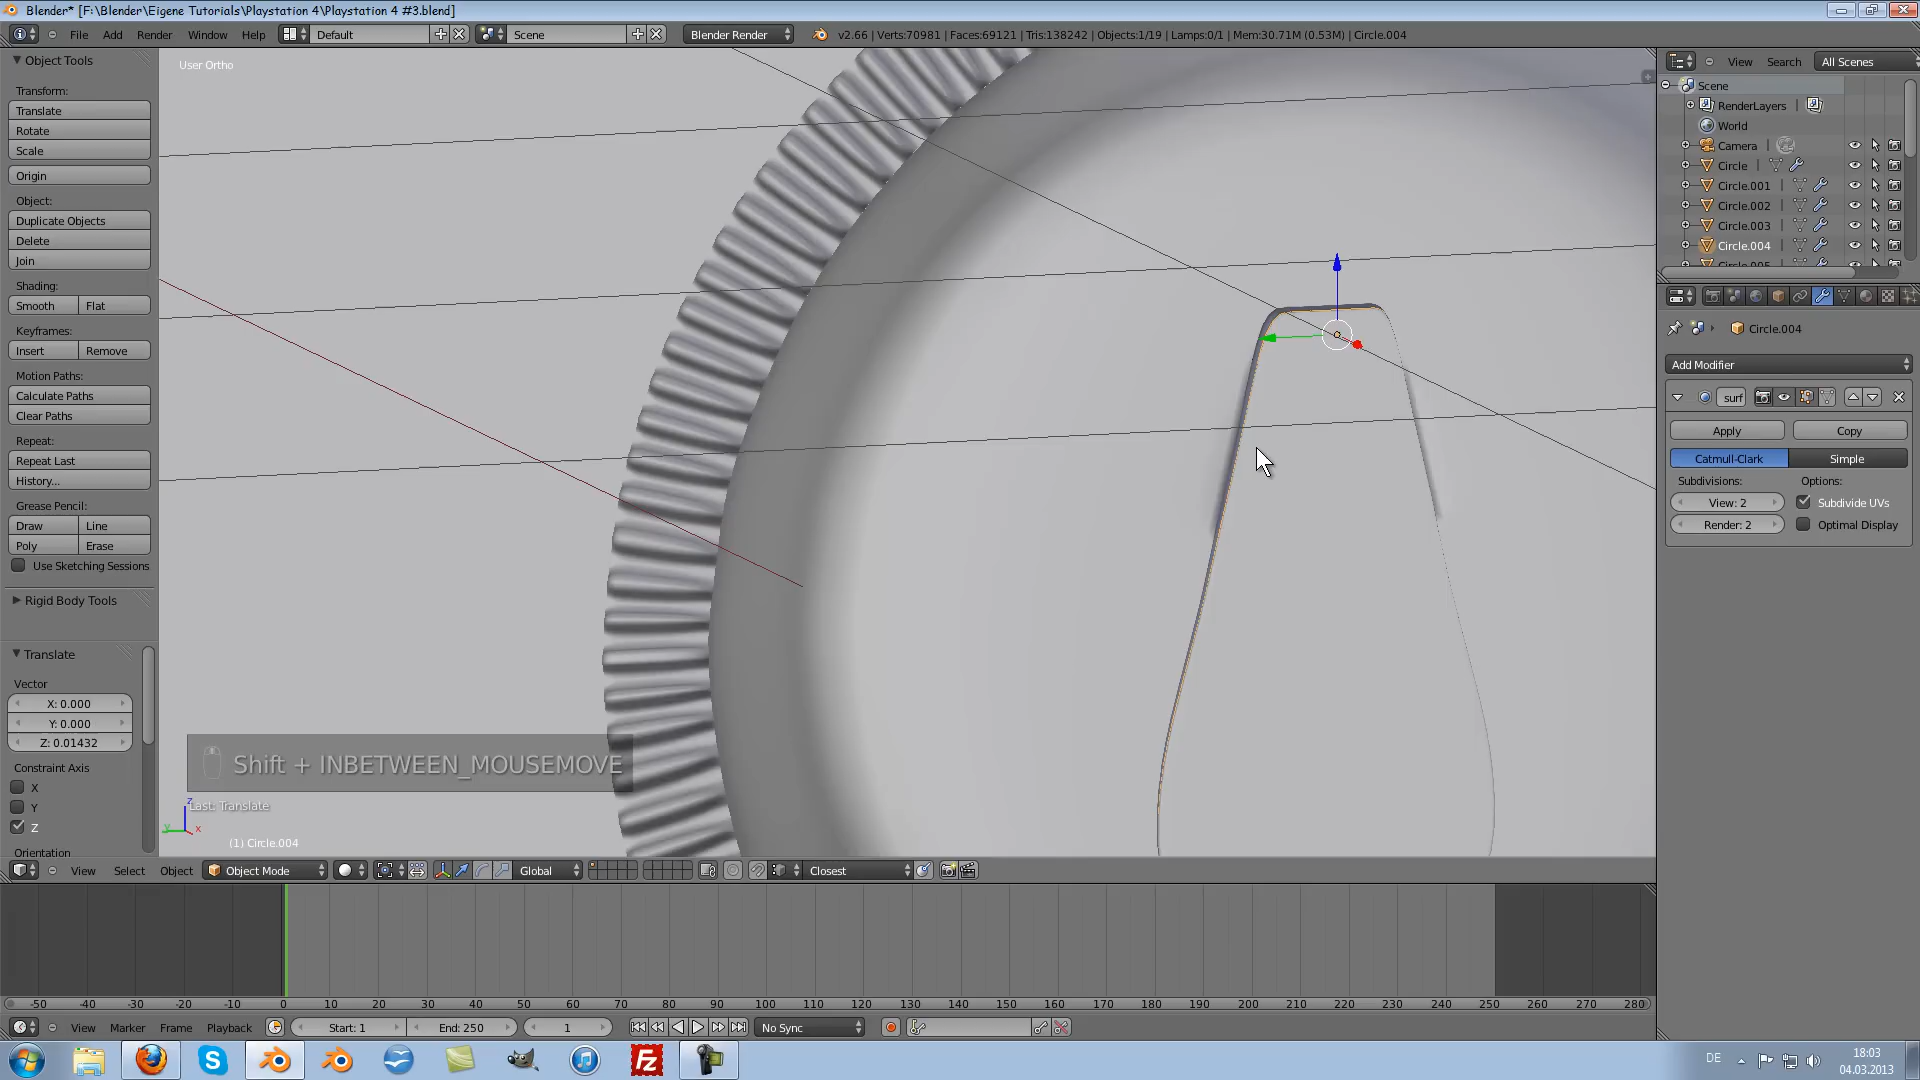 Blender* [F:\Blender\Eigene Tutorials\Playstation 4\Playstation 4 #3.blend]
File Add Render Window Help Default Scene Blender Render v2.66 | Verts:70981 | Faces:69121 | Tris:138242 | Objects:1/19 | Lamps:0/1 | Mem:30.71M (0.53M) | Circle.004
Object Tools
Transform:
Translate
Rotate
Scale
Origin
Object:
Duplicate Objects
Delete
Join
Shading:
Smooth Flat
Keyframes:
Insert Remove
Motion Paths:
Calculate Paths
Clear Paths
Repeat:
Repeat Last
History...
Grease Pencil:
Draw Line
Poly Erase
Use Sketching Sessions
Rigid Body Tools
Translate
Vector
X: 0.000
Y: 0.000
Z: 0.01432
Constraint Axis
X
Y
Z
Orientation
User Ortho
Shift + INBETWEEN_MOUSEMOVE
Last: Translate
z
y x
(1) Circle.004
View Search All Scenes
Scene
RenderLayers |
World
Camera |
Circle |
Circle.001 |
Circle.002 |
Circle.003 |
Circle.004 |
Circle.005
Circle.004
Add Modifier
surf
Apply Copy
Catmull-Clark Simple
Subdivisions: Options:
View: 2 Subdivide UVs
Render: 2 Optimal Display
View Select Object Object Mode Global Closest
-50 -40 -30 -20 -10 0 10 20 30 40 50 60 70 80 90 100 110 120 130 140 150 160 170 180 190 200 210 220 230 240 250 260 270 280
View Marker Frame Playback Start: 1 End: 250 1 No Sync
DE 18:03
04.03.2013
Fz